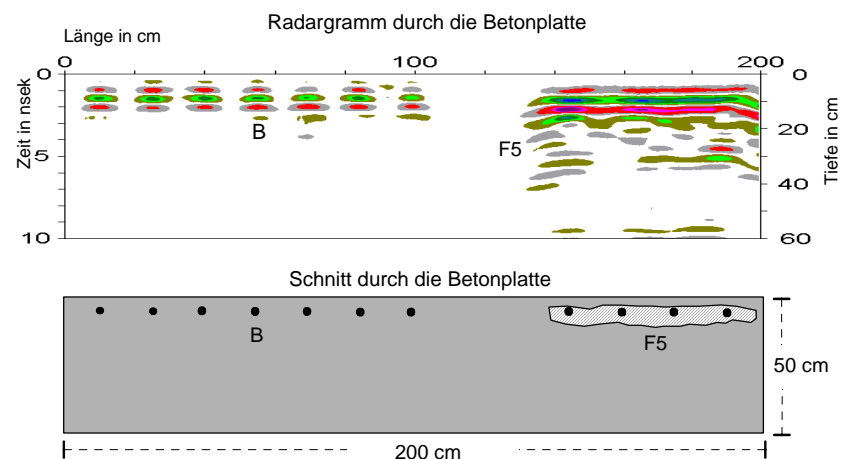 Radargramm durch die Betonplatte
Länge in cm
0 100 200
0 0
Zeit in nsek
5
10
B
F5
20
40
60
Tiefe in cm
Schnitt durch die Betonplatte
B
F5
50 cm
200 cm